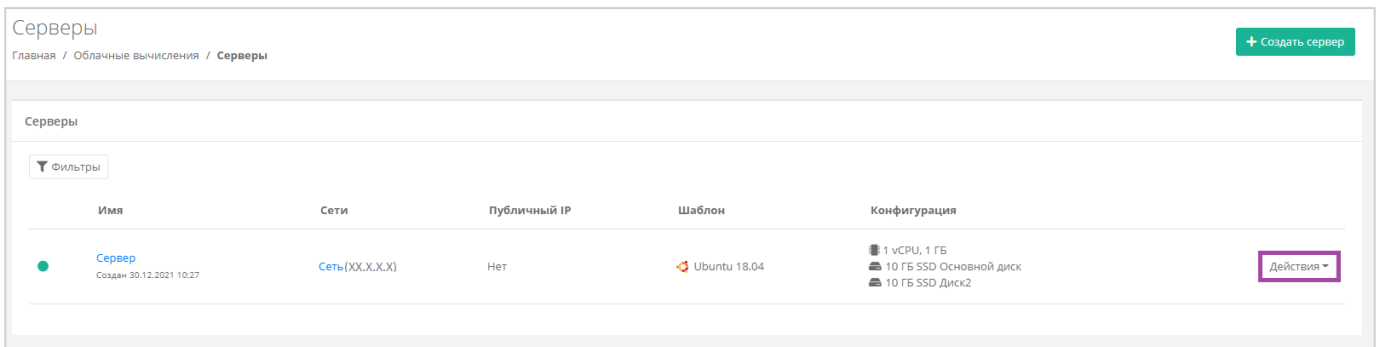 Серверы
Главная / Облачные вычисления / Серверы
+ Создать сервер
Серверы
Фильтры
Имя Сети Публичный IP Шаблон Конфигурация
Сервер
Создан 30.12.2021 10:27
Сеть(XX.X.X.X)
Нет
Ubuntu 18.04
1 vCPU, 1 ГБ
10 ГБ SSD Основной диск
10 ГБ SSD Диск2
Действия